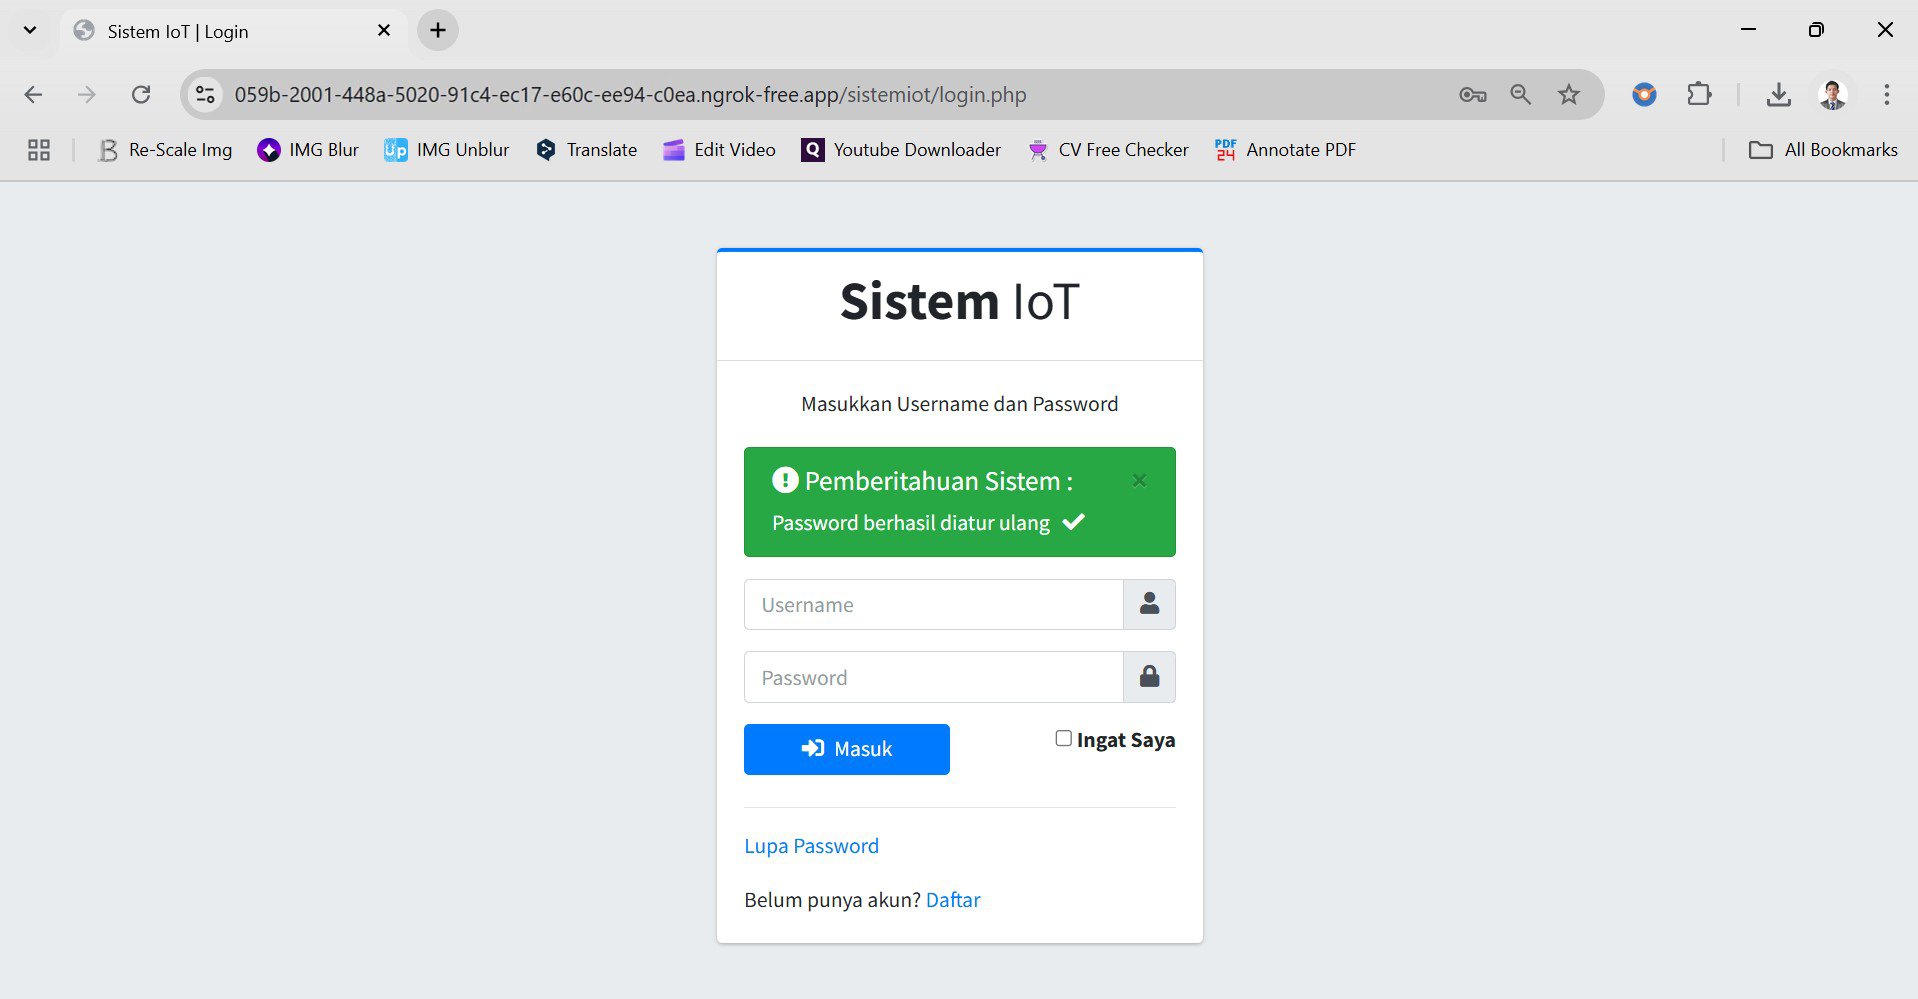 Sistem IoT | Login
059b-2001-448a-5020-91c4-ec17-e60c-ee94-c0ea.ngrok-free.app/sistemiot/login.php
Re-Scale Img IMG Blur Up IMG Unblur Translate Edit Video Q Youtube Downloader CV Free Checker PDF 24 Annotate PDF All Bookmarks
Sistem IoT
Masukkan Username dan Password
Pemberitahuan Sistem :
Password berhasil diatur ulang
Username
Password
Masuk Ingat Saya
Lupa Password
Belum punya akun? Daftar